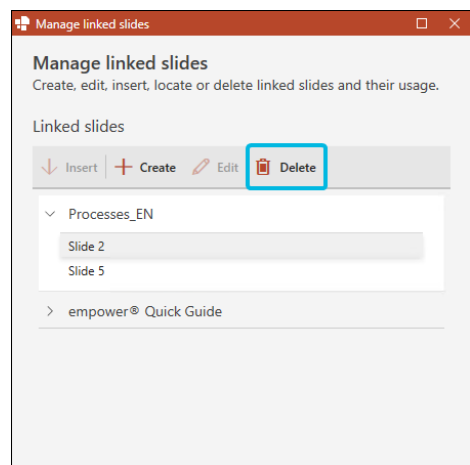 Manage linked slides
Manage linked slides
Create, edit, insert, locate or delete linked slides and their usage.
Linked slides
Insert Create Edit Delete
Processes_EN
Slide 2
Slide 5
empower® Quick Guide